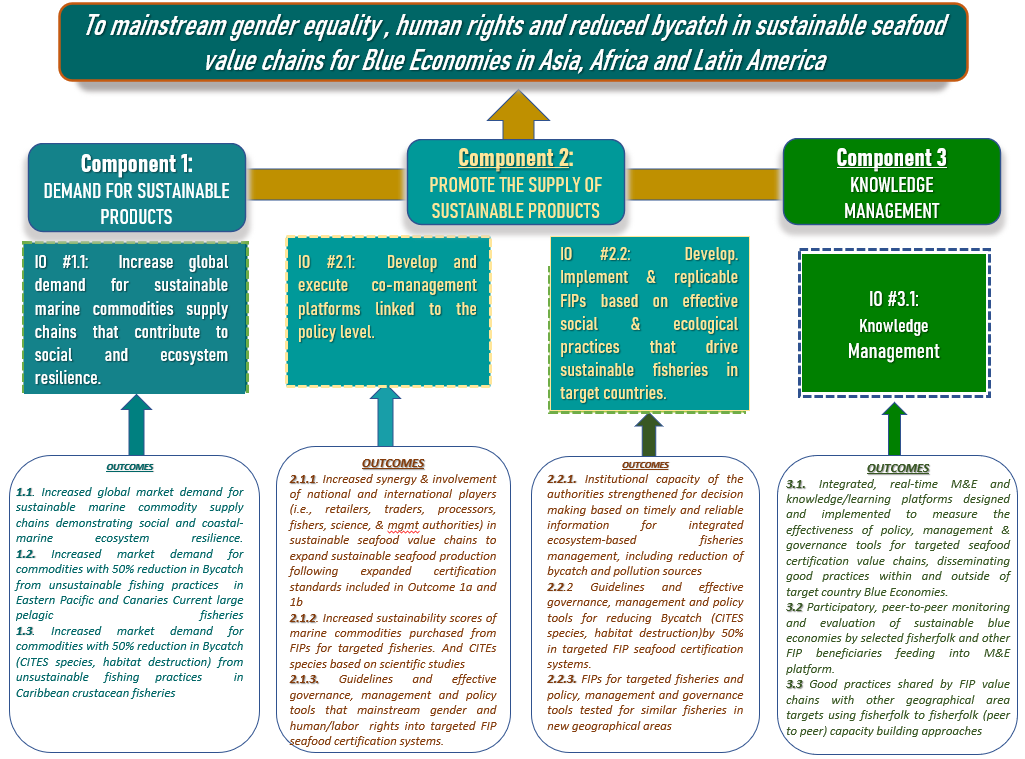 To mainstream gender equality , human rights and reduced bycatch in sustainable seafood
value chains for Blue Economies in Asia, Africa and Latin America
Component 1:
DEMAND FOR SUSTAINABLE
PRODUCTS
Component 2:
PROMOTE THE SUPPLY OF
SUSTAINABLE PRODUCTS
Component 3
KNOWLEDGE
MANAGEMENT
IO #1.1: Increase global
demand for sustainable
marine commodities supply
chains that contribute to
social and ecosystem
resilience.
IO #2.1: Develop and
execute co-management
platforms linked to the
policy level.
IO #2.2: Develop.
Implement & replicable
FIPs based on effective
social & ecological
practices that drive
sustainable fisheries in
target countries.
IO #3.1:
Knowledge
Management
OUTCOMES
1.1. Increased global market demand for
sustainable marine commodity supply
chains demonstrating social and coastal-
marine ecosystem resilience.
1.2. Increased market demand for
commodities with 50% reduction in Bycatch
from unsustainable fishing practices in
Eastern Pacific and Canaries Current large
pelagic fisheries
1.3. Increased market demand for
commodities with 50% reduction in Bycatch
(CITES species, habitat destruction) from
unsustainable fishing practices in
Caribbean crustacean fisheries
OUTCOMES
2.1.1. Increased synergy & involvement
of national and international players
(i.e., retailers, traders, processors,
fishers, science, & mgmt authorities) in
sustainable seafood value chains to
expand sustainable seafood production
following expanded certification
standards included in Outcome 1a and
1b
2.1.2. Increased sustainability scores of
marine commodities purchased from
FIPs for targeted fisheries. And CITEs
species based on scientific studies
2.1.3. Guidelines and effective
governance, management and policy
tools that mainstream gender and
human/labor rights into targeted FIP
seafood certification systems.
OUTCOMES
2.2.1. Institutional capacity of the
authorities strengthened for decision
making based on timely and reliable
information for integrated
ecosystem-based fisheries
management, including reduction of
bycatch and pollution sources
2.2.2 Guidelines and effective
governance, management and policy
tools for reducing Bycatch (CITES
species, habitat destruction)by 50%
in targeted FIP seafood certification
systems.
2.2.3. FIPs for targeted fisheries and
policy, management and governance
tools tested for similar fisheries in
new geographical areas
OUTCOMES
3.1. Integrated, real-time M&E and
knowledge/learning platforms designed
and implemented to measure the
effectiveness of policy, management &
governance tools for targeted seafood
certification value chains, disseminating
good practices within and outside of
target country Blue Economies.
3.2 Participatory, peer-to-peer monitoring
and evaluation of sustainable blue
economies by selected fisherfolk and other
FIP beneficiaries feeding into M&E
platform.
3.3 Good practices shared by FIP value
chains with other geographical area
targets using fisherfolk to fisherfolk (peer
to peer) capacity building approaches